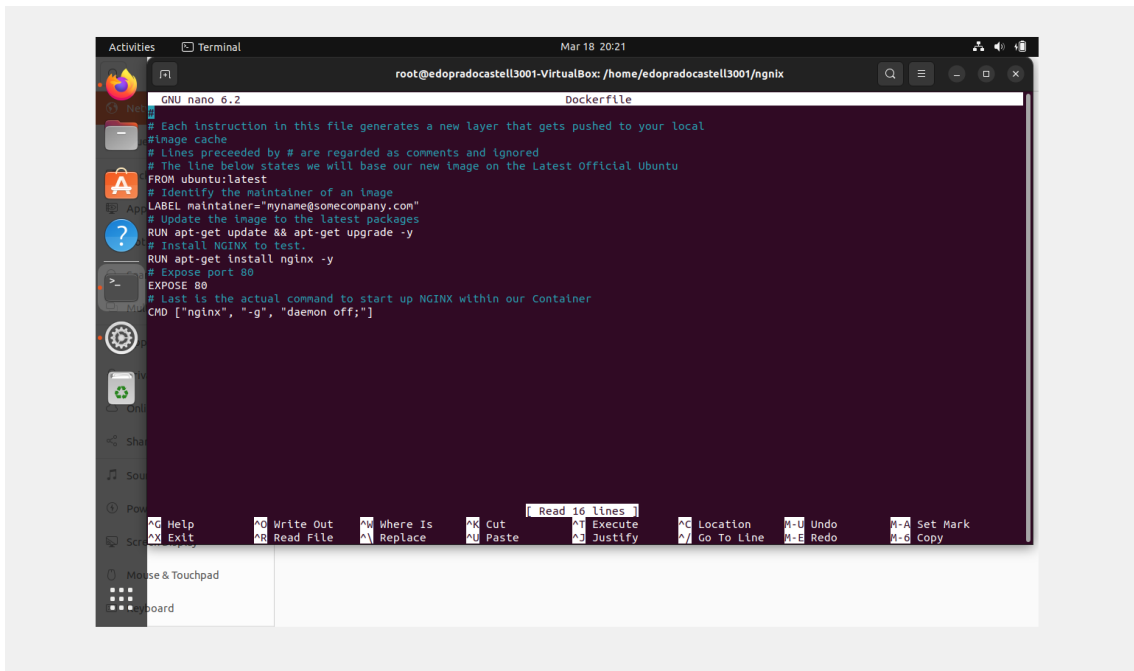 Activities Terminal Mar 18 20:21
root@edopradocastell3001-VirtualBox: /home/edopradocastell3001/ngnix
GNU nano 6.2 Dockerfile
#
# Each instruction in this file generates a new layer that gets pushed to your local
#image cache
# Lines preceeded by # are regarded as comments and ignored
# The line below states we will base our new image on the Latest Official Ubuntu
FROM ubuntu:latest
# Identify the maintainer of an image
LABEL maintainer="myname@somecompany.com"
# Update the image to the latest packages
RUN apt-get update && apt-get upgrade -y
# Install NGINX to test.
RUN apt-get install nginx -y
# Expose port 80
EXPOSE 80
# Last is the actual command to start up NGINX within our Container
CMD ["nginx", "-g", "daemon off;"]
[ Read 16 lines ]
^G Help ^O Write Out ^W Where Is ^K Cut ^T Execute ^C Location M-U Undo M-A Set Mark
^X Exit ^R Read File ^\ Replace ^U Paste ^J Justify ^/ Go To Line M-E Redo M-6 Copy
Mouse & Touchpad